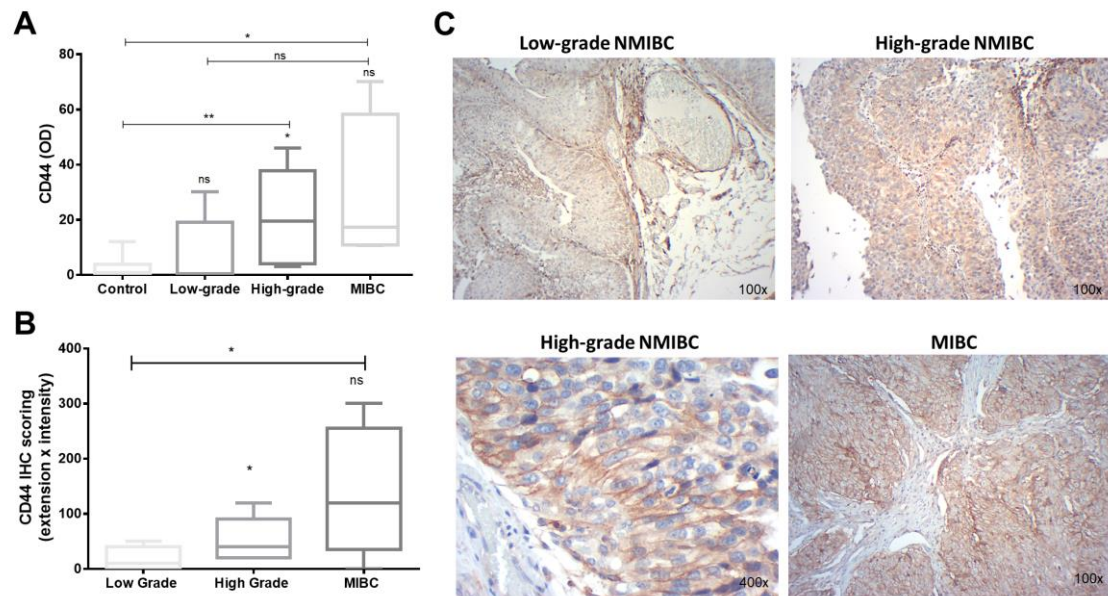 A
*
ns
80
ns
**
60
*
40
ns
20
0
CD44 (OD)
Control Low-grade High-grade MIBC
B
400
*
ns
300
200
*
100
0
CD44 IHC scoring
(extension x intensity)
Low Grade High Grade MIBC
C
Low-grade NMIBC High-grade NMIBC
100x 100x
High-grade NMIBC MIBC
400x 100x